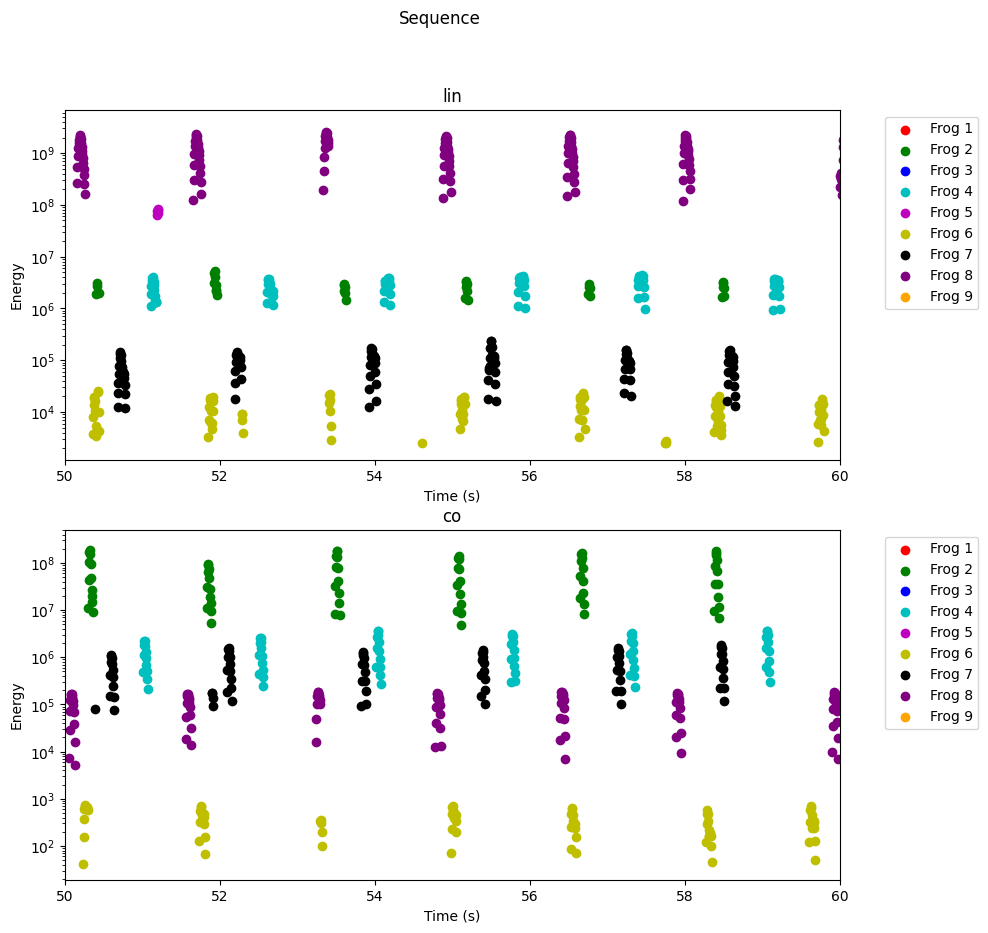 Sequence
lin
Energy
10^9
10^8
10^7
10^6
10^5
10^4
50 52 54 56 58 60
Time (s)
Frog 1
Frog 2
Frog 3
Frog 4
Frog 5
Frog 6
Frog 7
Frog 8
Frog 9
co
Energy
10^8
10^7
10^6
10^5
10^4
10^3
10^2
50 52 54 56 58 60
Time (s)
Frog 1
Frog 2
Frog 3
Frog 4
Frog 5
Frog 6
Frog 7
Frog 8
Frog 9